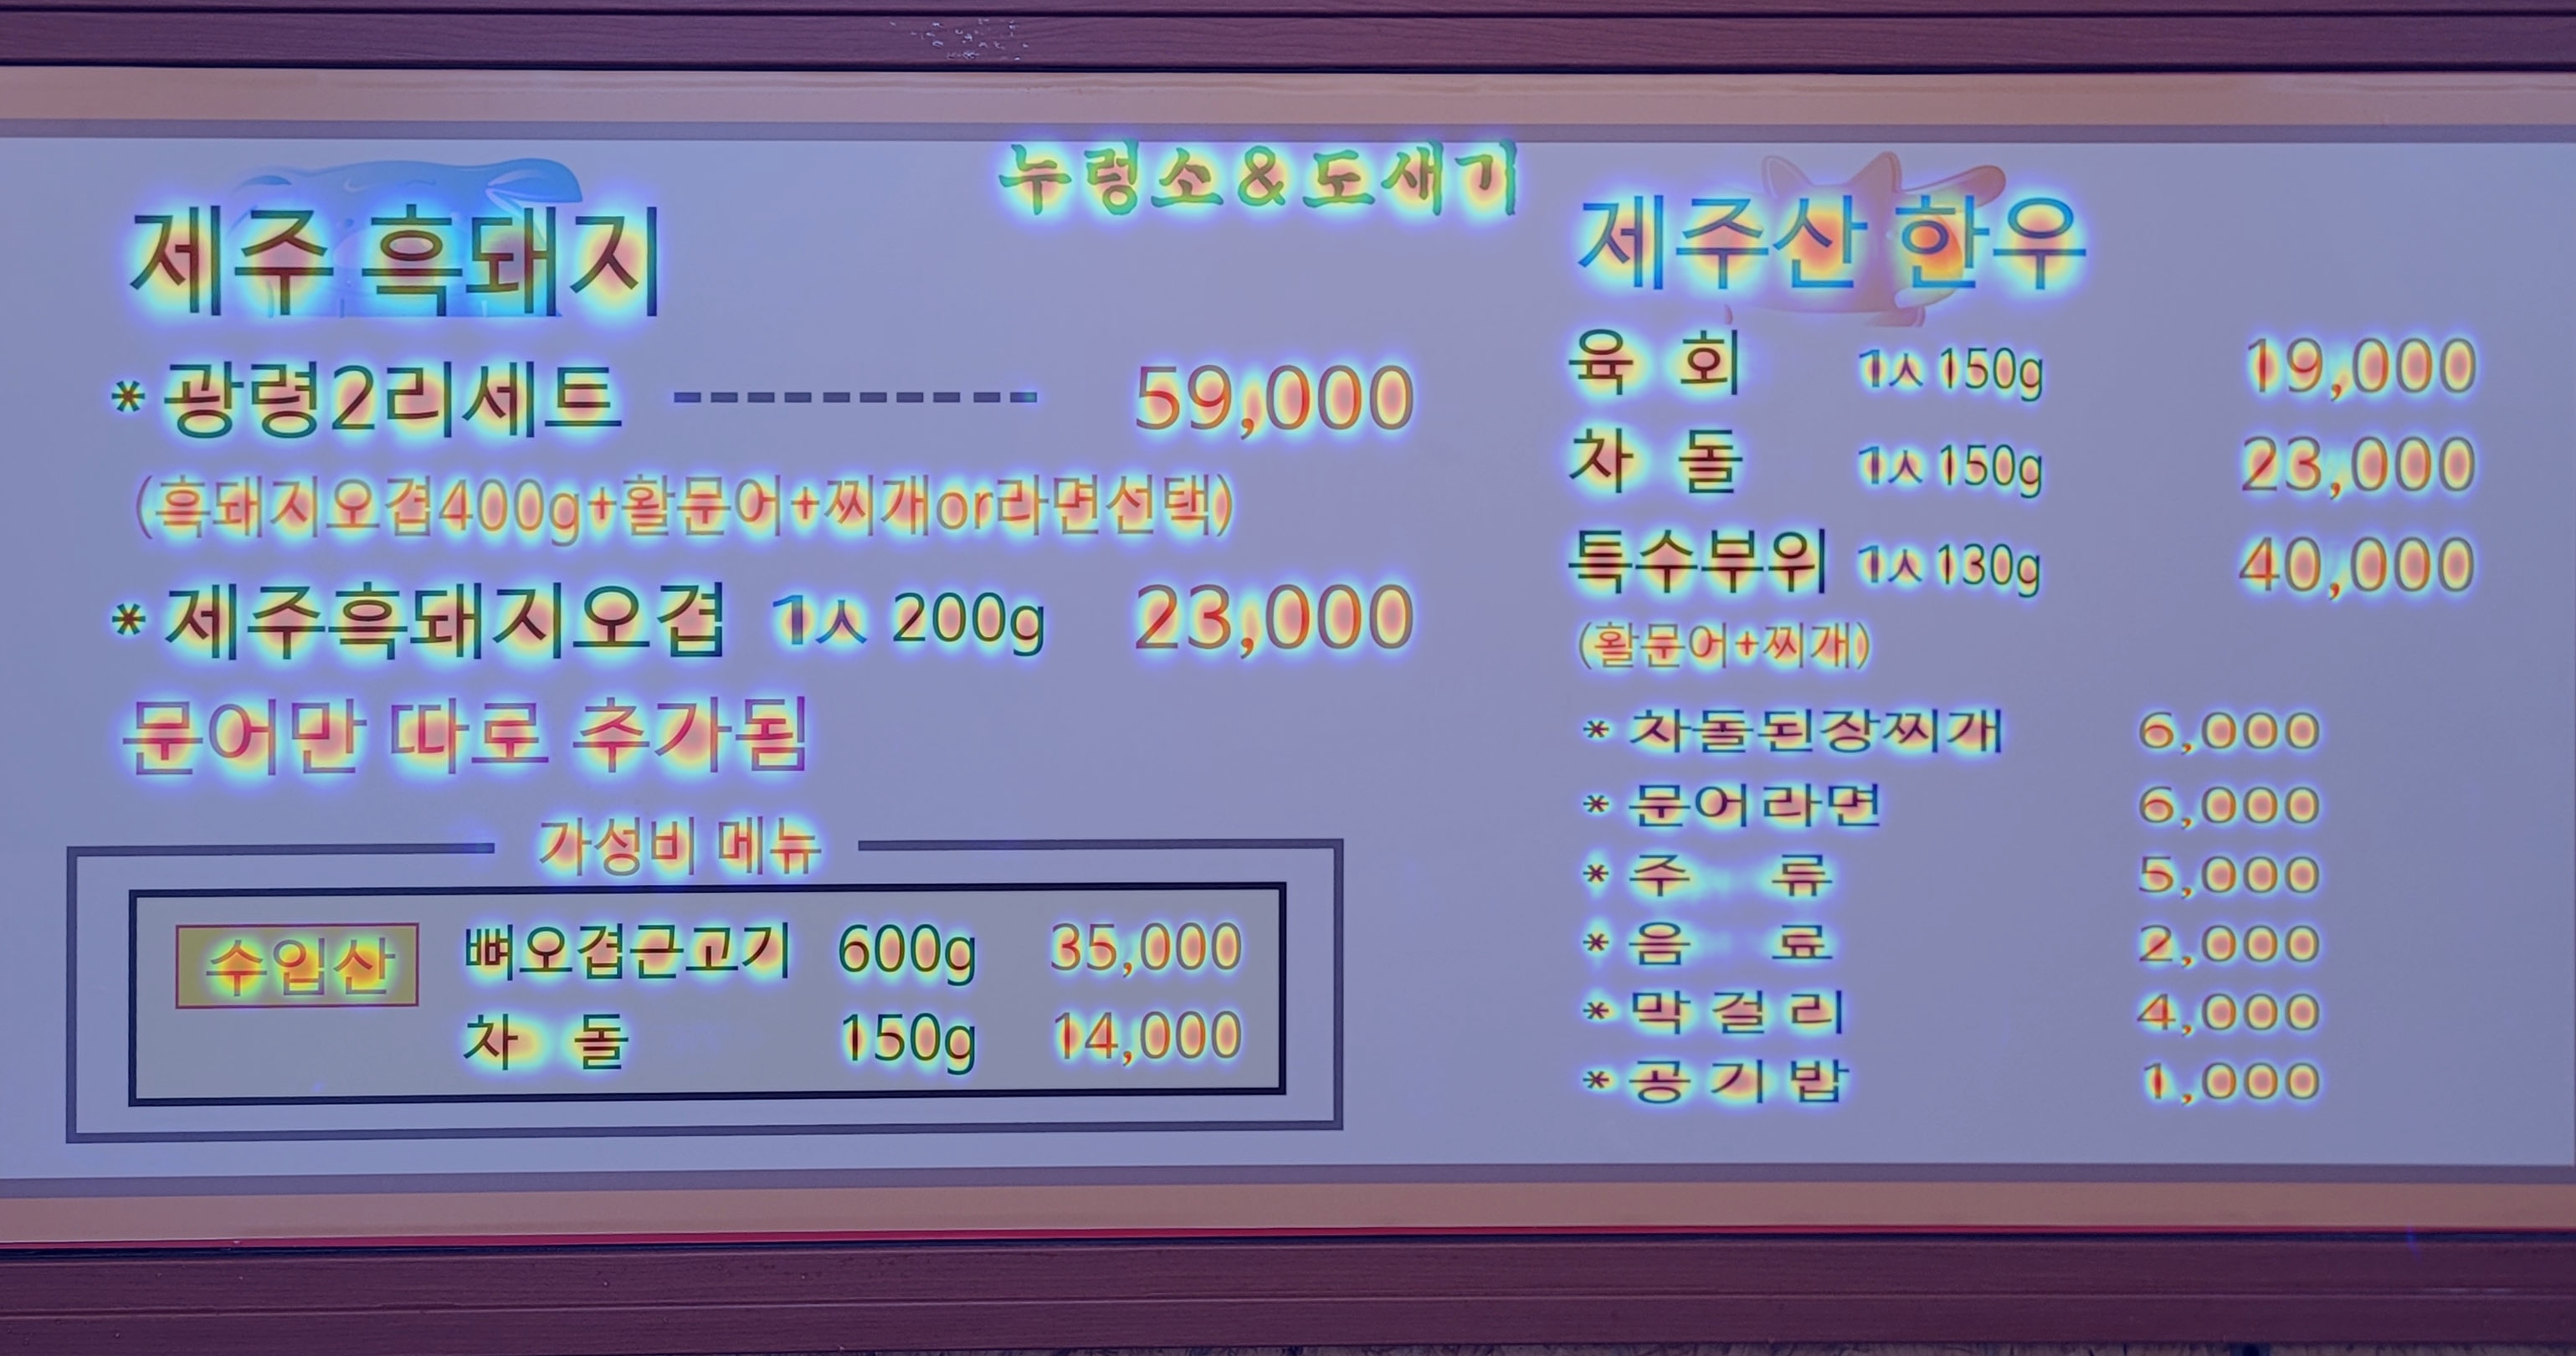 누렁소&도새기
제주 흑돼지
* 광령2리세트 ---------- 59,000
(흑돼지오겹400g+활문어+찌개or라면선택)
* 제주흑돼지오겹 1人 200g 23,000
문어만 따로 추가됨
가성비 메뉴
수입산 뼈오겹근고기 600g 35,000
차 돌 150g 14,000
제주산 한우
육 회 1人 150g 19,000
차 돌 1人 150g 23,000
특수부위 1人 130g 40,000
(활문어+찌개)
* 차돌된장찌개 6,000
* 문어라면 6,000
* 주 류 5,000
* 음 료 2,000
* 막걸리 4,000
* 공기밥 1,000